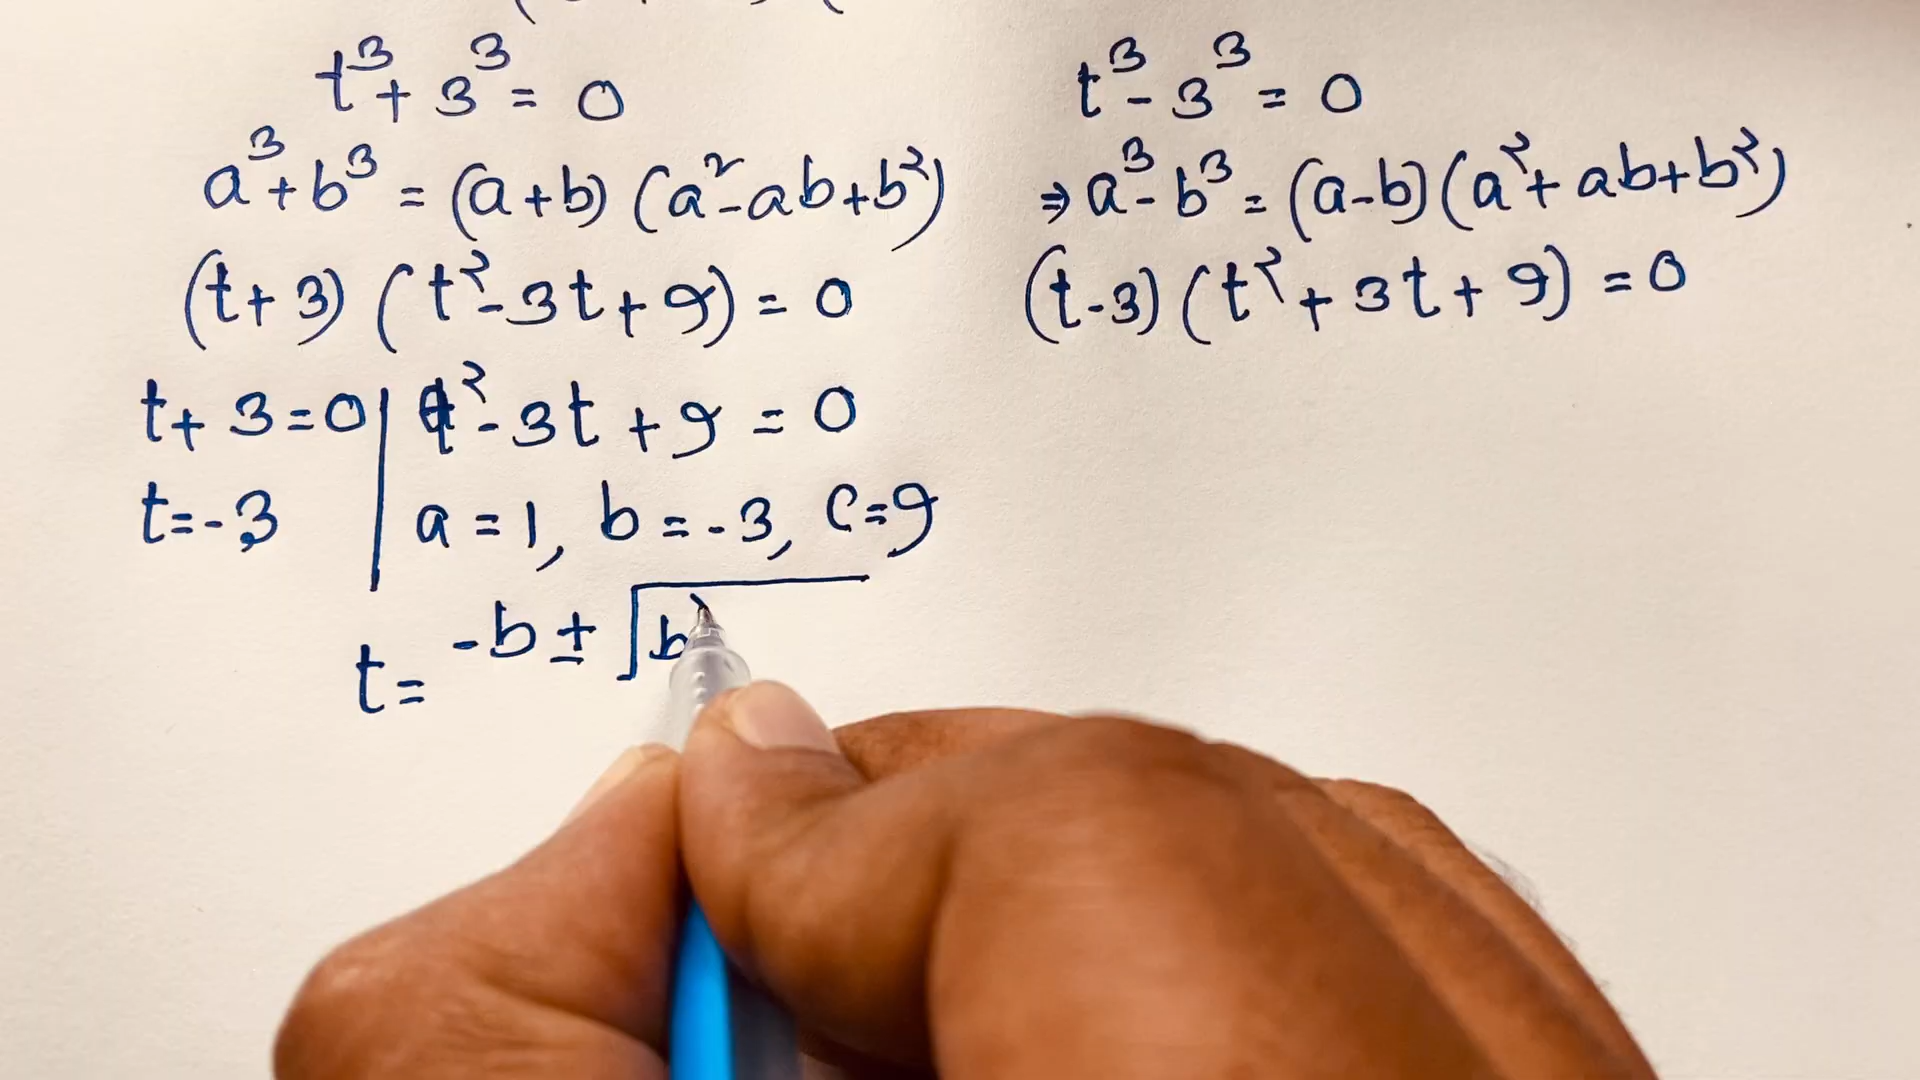 t³ + 3³ = 0
a³ + b³ = (a+b) (a² - ab + b²)
(t+3) (t² - 3t + 9) = 0
t + 3 = 0 | t² - 3t + 9 = 0
t = -3 | a = 1, b = -3, c = 9
t = -b ± √b²
t³ - 3³ = 0
⇒ a³ - b³ = (a-b) (a² + ab + b²)
(t-3) (t² + 3t + 9) = 0